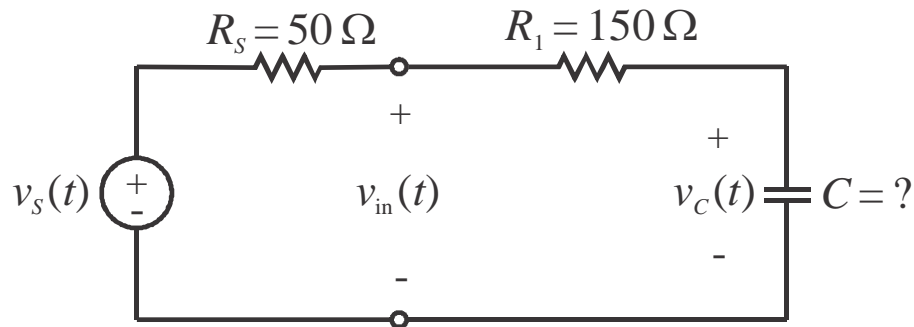 R_S = 50 Ω
R_1 = 150 Ω
+
+
v_S(t)
+
-
v_in(t)
v_C(t)
C = ?
-
-